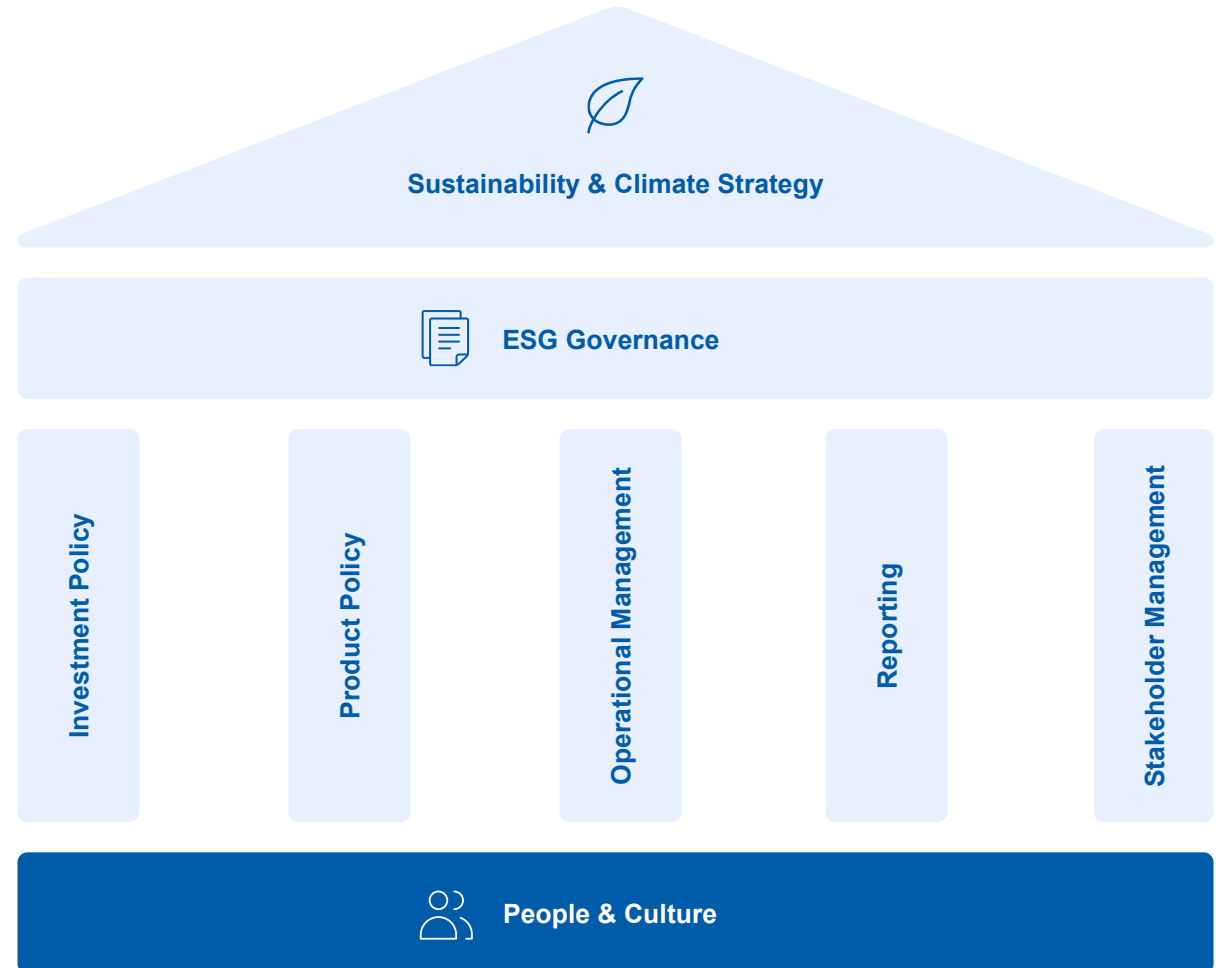 Sustainability & Climate Strategy
ESG Governance
Investment Policy
Product Policy
Operational Management
Reporting
Stakeholder Management
People & Culture